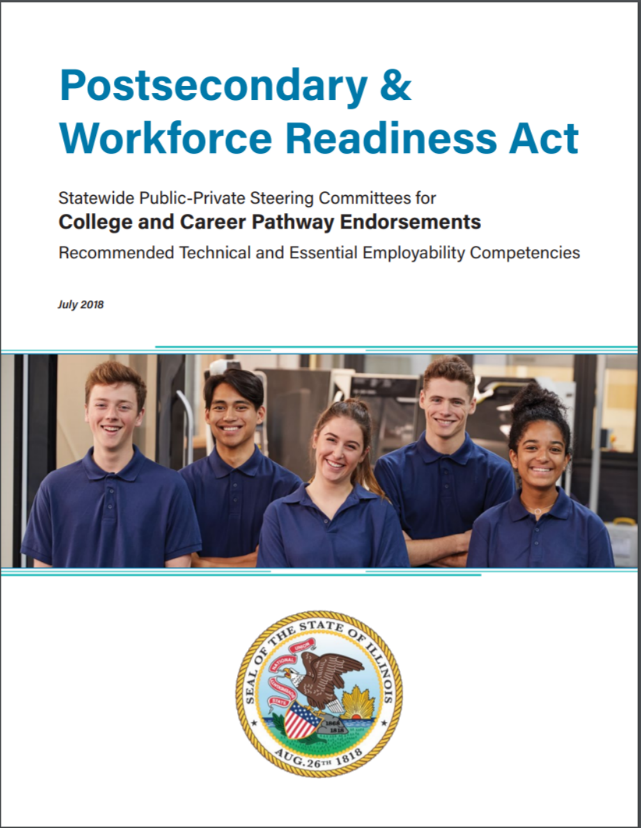 Postsecondary &
Workforce Readiness Act
Statewide Public-Private Steering Committees for
College and Career Pathway Endorsements
Recommended Technical and Essential Employability Competencies
July 2018
SEAL OF THE STATE OF ILLINOIS
STATE
SOVEREIGNTY
NATIONAL
UNION
1868
1818
AUG. 26TH 1818